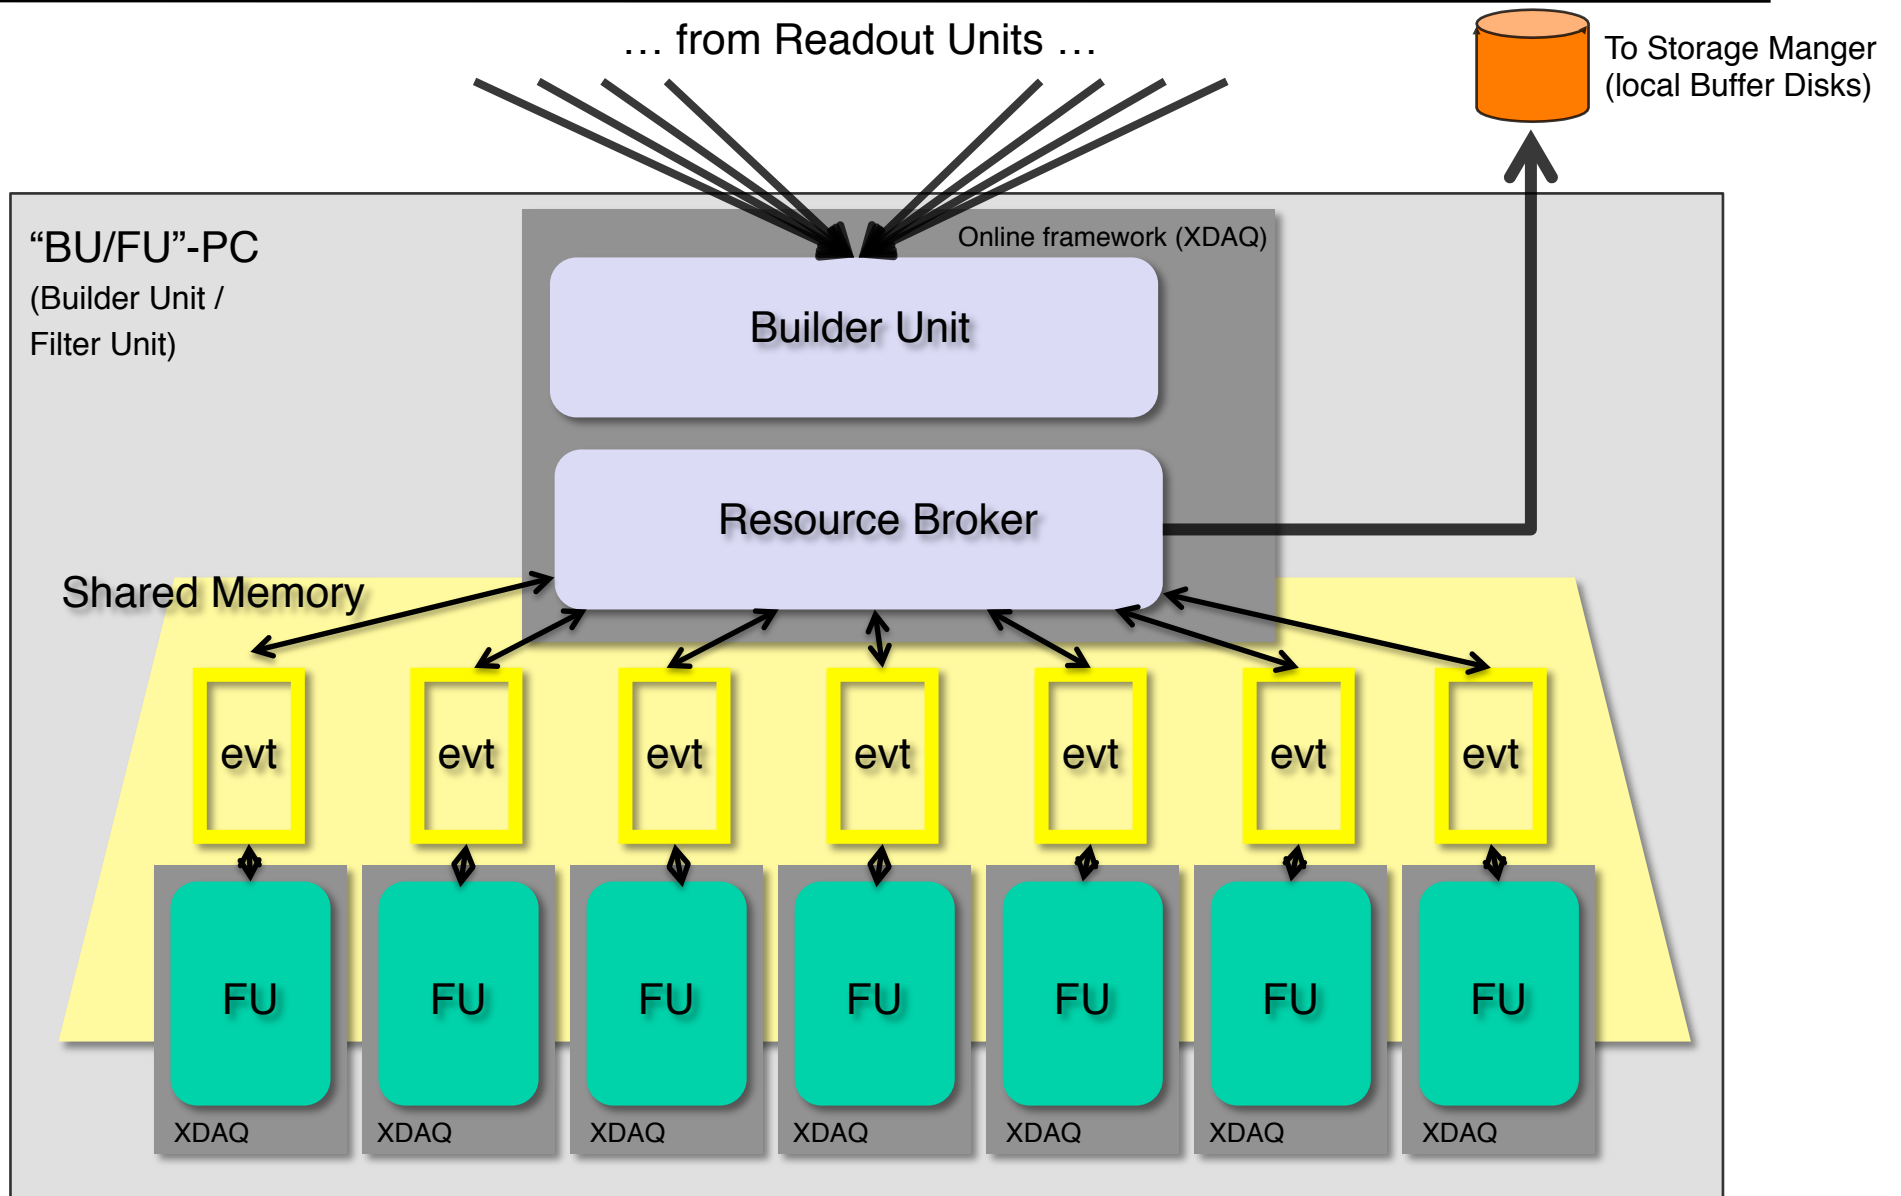 … from Readout Units …
To Storage Manger
(local Buffer Disks)
“BU/FU”-PC
(Builder Unit /
Filter Unit)
Online framework (XDAQ)
Builder Unit
Resource Broker
Shared Memory
evt evt evt evt evt evt evt
FU FU FU FU FU FU FU
XDAQ XDAQ XDAQ XDAQ XDAQ XDAQ XDAQ